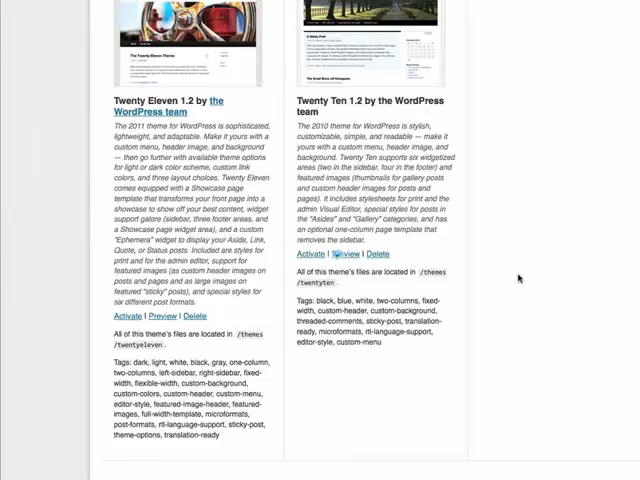 The Twenty Eleven Theme
A Sticky Post
The Great Wall of Hanoverton
Twenty Eleven 1.2 by the
WordPress team
The 2011 theme for WordPress is sophisticated,
lightweight, and adaptable. Make it yours with a
custom menu, header image, and background
— then go further with available theme options
for light or dark color scheme, custom link
colors, and three layout choices. Twenty Eleven
comes equipped with a Showcase page
template that transforms your front page into a
showcase to show off your best content, widget
support galore (sidebar, three footer areas, and
a Showcase page widget area), and a custom
"Ephemera" widget to display your Aside, Link,
Quote, or Status posts. Included are styles for
print and for the admin editor, support for
featured images (as custom header images on
posts and pages and as large images on
featured "sticky" posts), and special styles for
six different post formats.
Activate | Preview | Delete
All of this theme's files are located in /themes
/twentyeleven.
Tags: dark, light, white, black, gray, one-column,
two-columns, left-sidebar, right-sidebar, fixed-
width, flexible-width, custom-background,
custom-colors, custom-header, custom-menu,
editor-style, featured-image-header, featured-
images, full-width-template, microformats,
post-formats, rtl-language-support, sticky-post,
theme-options, translation-ready
Twenty Ten 1.2 by the WordPress
team
The 2010 theme for WordPress is stylish,
customizable, simple, and readable — make it
yours with a custom menu, header image, and
background. Twenty Ten supports six widgetized
areas (two in the sidebar, four in the footer) and
featured images (thumbnails for gallery posts
and custom header images for posts and
pages). It includes stylesheets for print and the
admin Visual Editor, special styles for posts in
the "Asides" and "Gallery" categories, and has
an optional one-column page template that
removes the sidebar.
Activate | Preview | Delete
All of this theme's files are located in /themes
/twentyten.
Tags: black, blue, white, two-columns, fixed-
width, custom-header, custom-background,
threaded-comments, sticky-post, translation-
ready, microformats, rtl-language-support,
editor-style, custom-menu